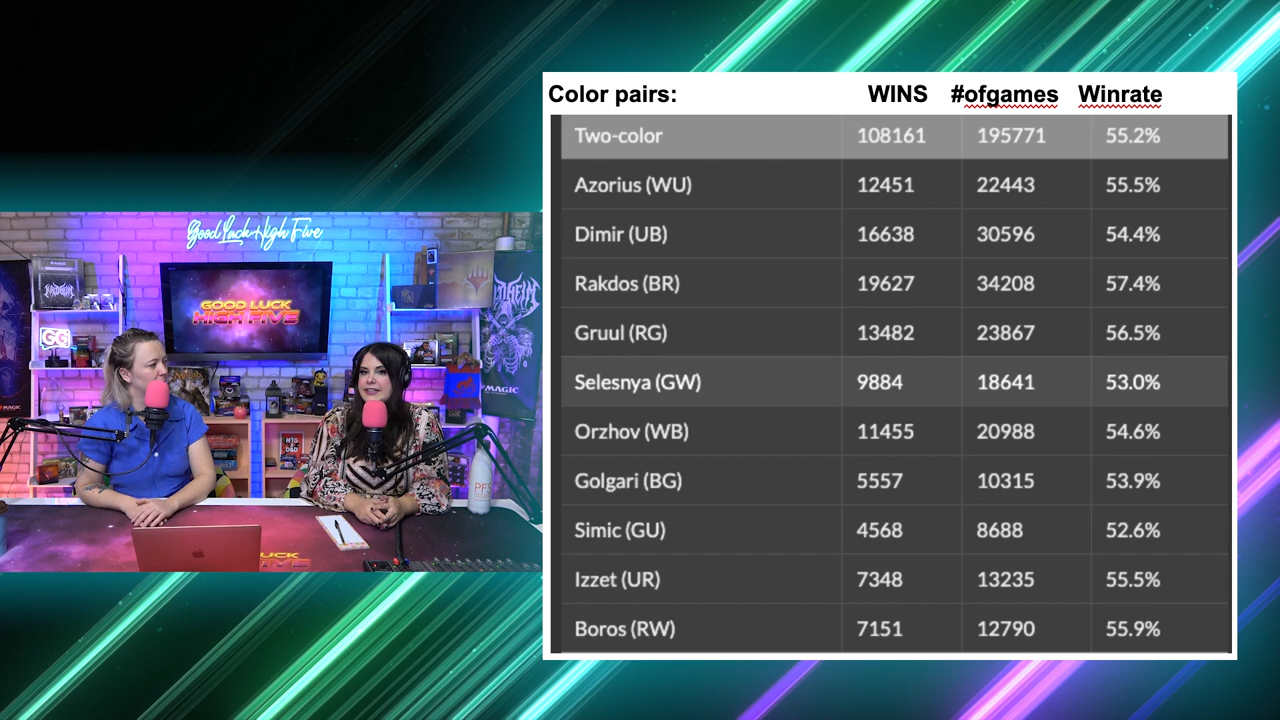 Color pairs: WINS #ofgames Winrate
Two-color 108161 195771 55.2%
Azorius (WU) 12451 22443 55.5%
Dimir (UB) 16638 30596 54.4%
Rakdos (BR) 19627 34208 57.4%
Gruul (RG) 13482 23867 56.5%
Selesnya (GW) 9884 18641 53.0%
Orzhov (WB) 11455 20988 54.6%
Golgari (BG) 5557 10315 53.9%
Simic (GU) 4568 8688 52.6%
Izzet (UR) 7348 13235 55.5%
Boros (RW) 7151 12790 55.9%
Good Luck High Five
GOOD LUCK
HIGH FIVE
GG
MAGIC
MAGIC